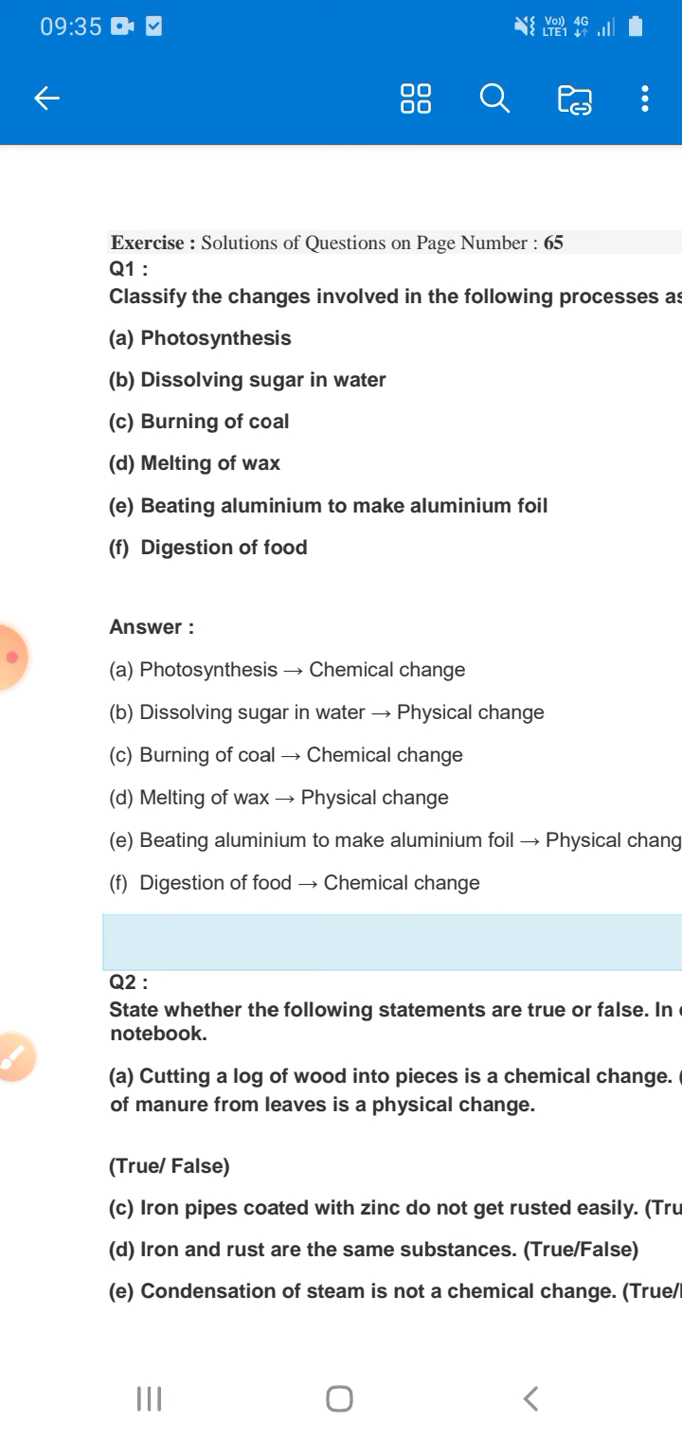 09:35
Vo)) 4G
LTE1
Exercise : Solutions of Questions on Page Number : 65
Q1 :
Classify the changes involved in the following processes as
(a) Photosynthesis
(b) Dissolving sugar in water
(c) Burning of coal
(d) Melting of wax
(e) Beating aluminium to make aluminium foil
(f) Digestion of food
Answer :
(a) Photosynthesis → Chemical change
(b) Dissolving sugar in water → Physical change
(c) Burning of coal → Chemical change
(d) Melting of wax → Physical change
(e) Beating aluminium to make aluminium foil → Physical chang
(f) Digestion of food → Chemical change
Q2 :
State whether the following statements are true or false. In
notebook.
(a) Cutting a log of wood into pieces is a chemical change. (
of manure from leaves is a physical change.
(True/ False)
(c) Iron pipes coated with zinc do not get rusted easily. (Tru
(d) Iron and rust are the same substances. (True/False)
(e) Condensation of steam is not a chemical change. (True/